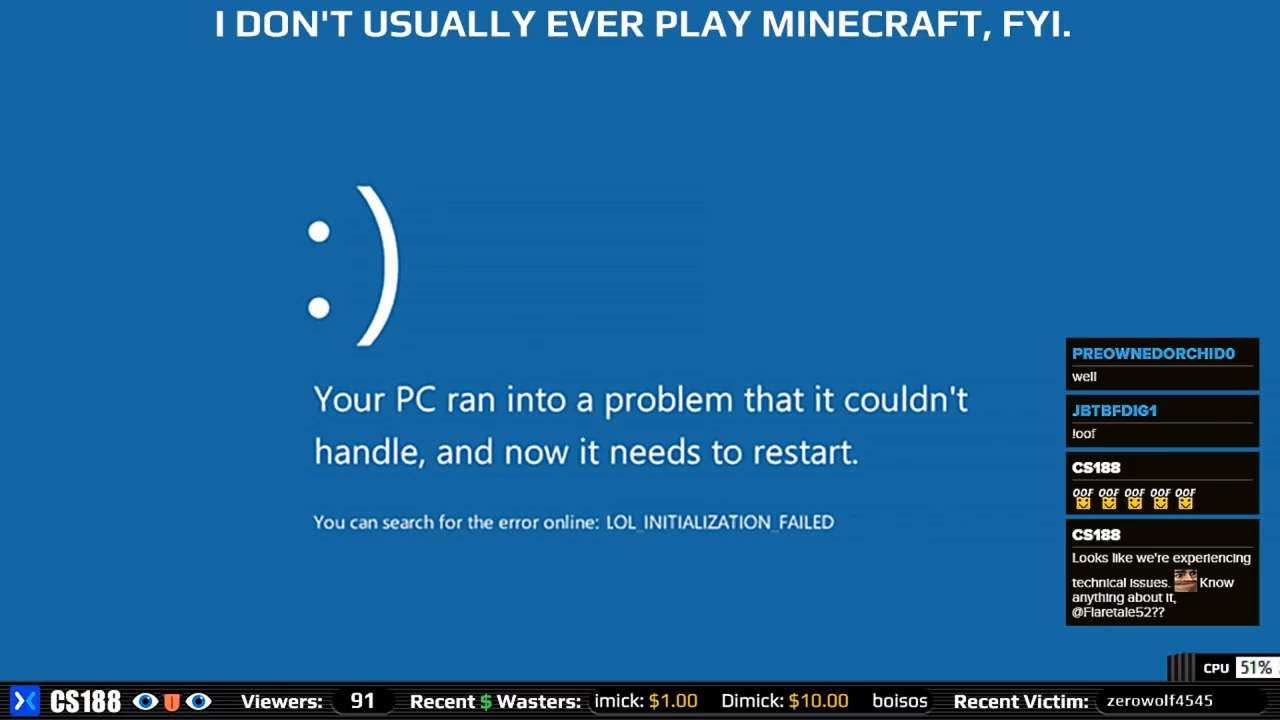 I DON'T USUALLY EVER PLAY MINECRAFT, FYI.
:)
Your PC ran into a problem that it couldn't
handle, and now it needs to restart.
You can search for the error online: LOL_INITIALIZATION_FAILED
PREOWNEDORCHID0
well
JBTBFDIG1
!oof
CS188
OOF OOF OOF OOF OOF
CS188
Looks like we're experiencing
technical issues. Know
anything about it,
@Flaretale52??
CPU 51%
CS188 Viewers: 91 Recent $ Wasters: imick: $1.00 Dimick: $10.00 boisos Recent Victim: zerowolf4545